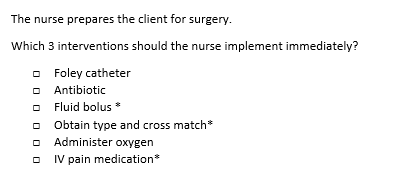 The nurse prepares the client for surgery.
Which 3 interventions should the nurse implement immediately?
□ Foley catheter
□ Antibiotic
□ Fluid bolus *
□ Obtain type and cross match*
□ Administer oxygen
□ IV pain medication*